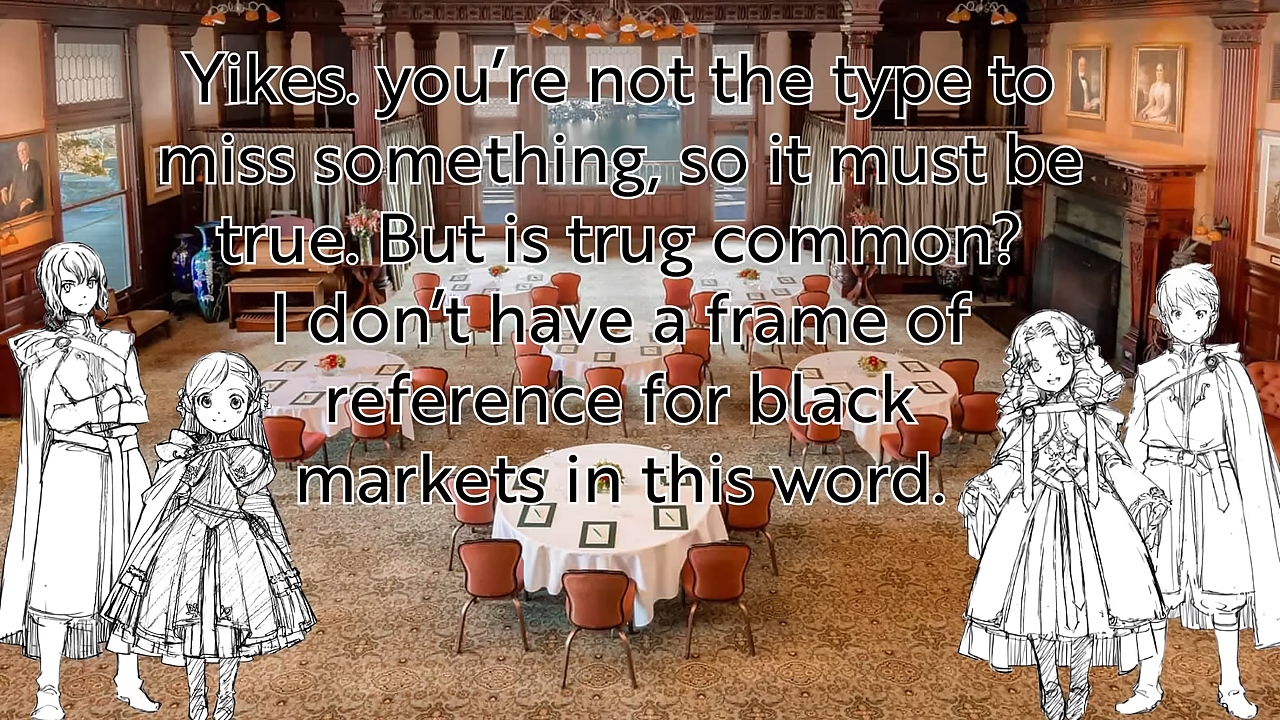 Yikes. you’re not the type to
miss something, so it must be
true. But is trug common?
I don’t have a frame of
reference for black
markets in this word.